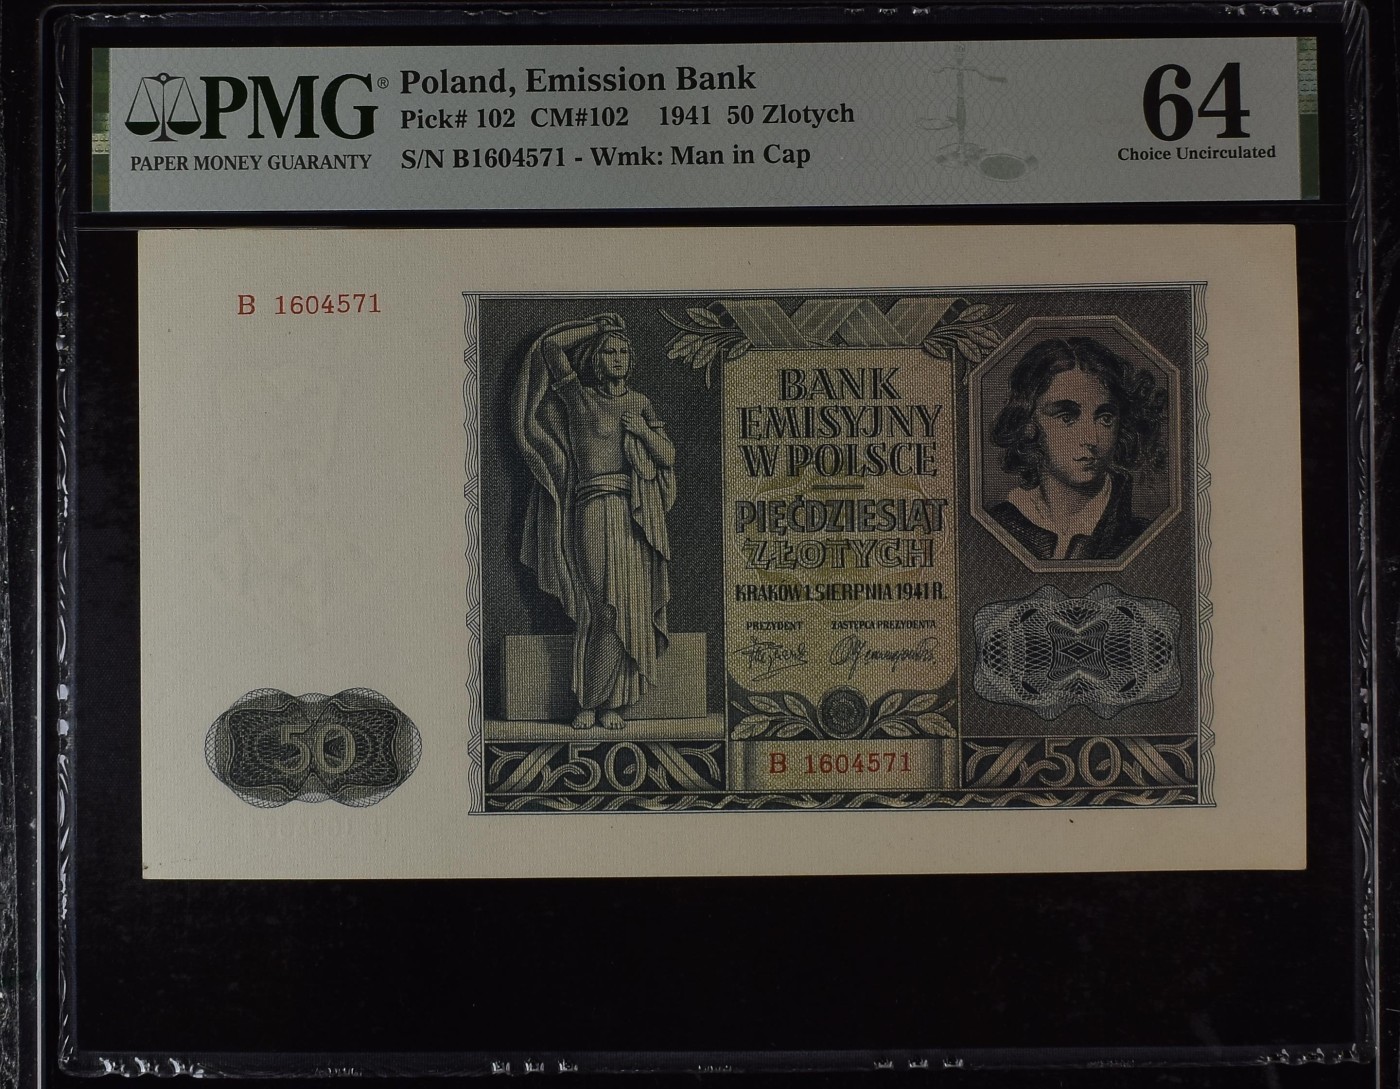 PMG®
PAPER MONEY GUARANTY
Poland, Emission Bank
Pick# 102 CM#102 1941 50 Zlotych
S/N B1604571 - Wmk: Man in Cap
64
Choice Uncirculated
B 1604571
BANK
EMISYJNY
W POLSCE
PIĘĆDZIESIĄT
ZŁOTYCH
KRAKÓW 1. SIERPNIA 1941 R.
PREZYDENT ZASTĘPCA PREZYDENTA
50
50
B 1604571
50